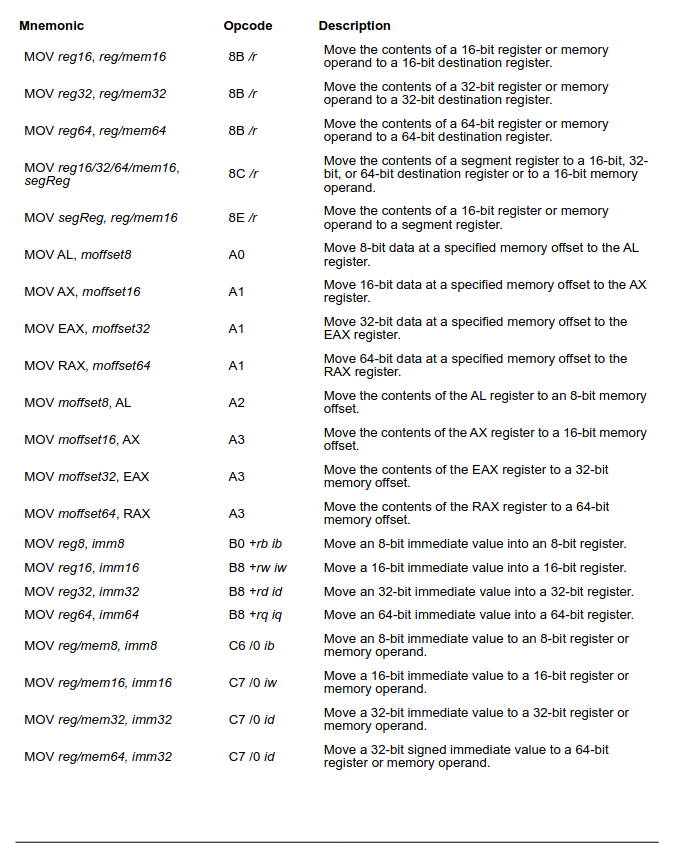 Mnemonic Opcode Description
MOV reg16, reg/mem16 8B /r Move the contents of a 16-bit register or memory
operand to a 16-bit destination register.
MOV reg32, reg/mem32 8B /r Move the contents of a 32-bit register or memory
operand to a 32-bit destination register.
MOV reg64, reg/mem64 8B /r Move the contents of a 64-bit register or memory
operand to a 64-bit destination register.
MOV reg16/32/64/mem16,
segReg 8C /r Move the contents of a segment register to a 16-bit, 32-
bit, or 64-bit destination register or to a 16-bit memory
operand.
MOV segReg, reg/mem16 8E /r Move the contents of a 16-bit register or memory
operand to a segment register.
MOV AL, moffset8 A0 Move 8-bit data at a specified memory offset to the AL
register.
MOV AX, moffset16 A1 Move 16-bit data at a specified memory offset to the AX
register.
MOV EAX, moffset32 A1 Move 32-bit data at a specified memory offset to the
EAX register.
MOV RAX, moffset64 A1 Move 64-bit data at a specified memory offset to the
RAX register.
MOV moffset8, AL A2 Move the contents of the AL register to an 8-bit memory
offset.
MOV moffset16, AX A3 Move the contents of the AX register to a 16-bit memory
offset.
MOV moffset32, EAX A3 Move the contents of the EAX register to a 32-bit
memory offset.
MOV moffset64, RAX A3 Move the contents of the RAX register to a 64-bit
memory offset.
MOV reg8, imm8 B0 +rb ib Move an 8-bit immediate value into an 8-bit register.
MOV reg16, imm16 B8 +rw iw Move a 16-bit immediate value into a 16-bit register.
MOV reg32, imm32 B8 +rd id Move an 32-bit immediate value into a 32-bit register.
MOV reg64, imm64 B8 +rq iq Move an 64-bit immediate value into a 64-bit register.
MOV reg/mem8, imm8 C6 /0 ib Move an 8-bit immediate value to an 8-bit register or
memory operand.
MOV reg/mem16, imm16 C7 /0 iw Move a 16-bit immediate value to a 16-bit register or
memory operand.
MOV reg/mem32, imm32 C7 /0 id Move a 32-bit immediate value to a 32-bit register or
memory operand.
MOV reg/mem64, imm32 C7 /0 id Move a 32-bit signed immediate value to a 64-bit
register or memory operand.